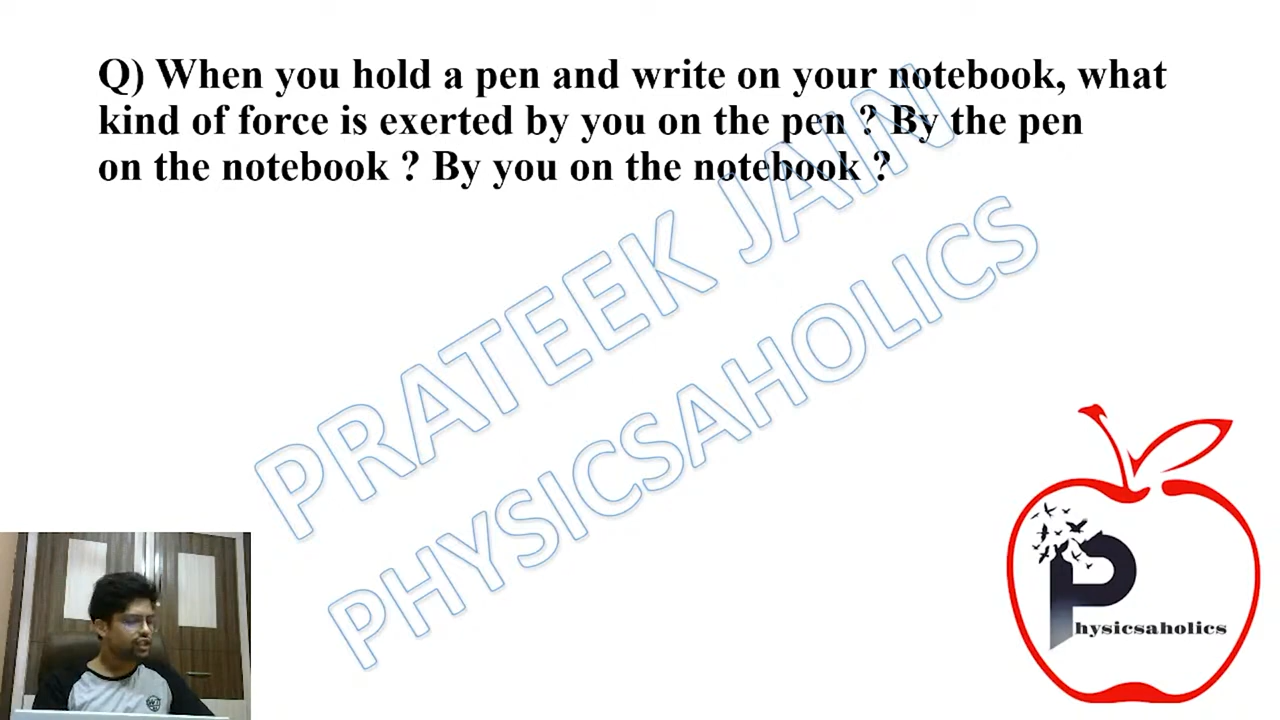 Q) When you hold a pen and write on your notebook, what
kind of force is exerted by you on the pen ? By the pen
on the notebook ? By you on the notebook ?
PRATEEK JAIN
PHYSICSAHOLICS
Physicsaholics